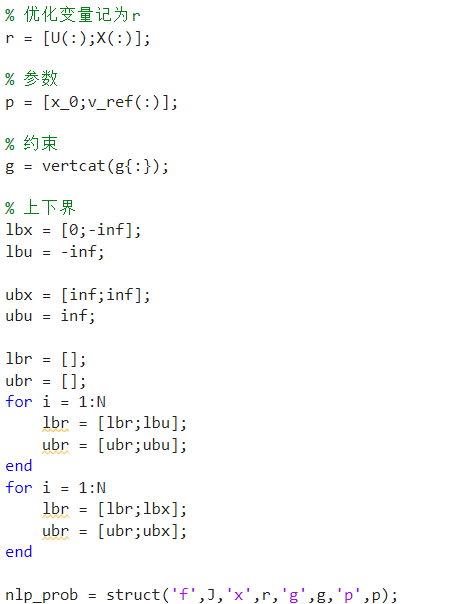 % 优化变量记为r
r = [U(:);X(:)];
% 参数
p = [x_0;v_ref(:)];
% 约束
g = vertcat(g{:});
% 上下界
lbx = [0;-inf];
lbu = -inf;
ubx = [inf;inf];
ubu = inf;
lbr = [];
ubr = [];
for i = 1:N
    lbr = [lbr;lbu];
    ubr = [ubr;ubu];
end
for i = 1:N
    lbr = [lbr;lbx];
    ubr = [ubr;ubx];
end
nlp_prob = struct('f',J,'x',r,'g',g,'p',p);